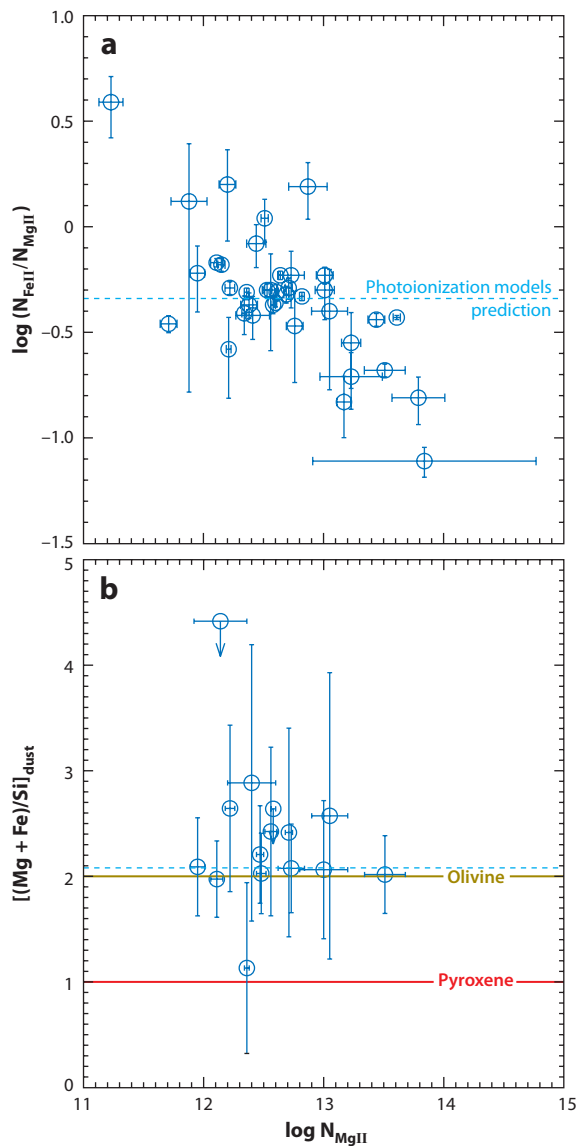 a
1.0
0.5
0
−0.5
−1.0
−1.5
log (N_FeII/N_MgII)
Photoionization models
prediction
b
5
4
3
2
1
0
[(Mg + Fe)/Si]_dust
Olivine
Pyroxene
11 12 13 14 15
log N_MgII